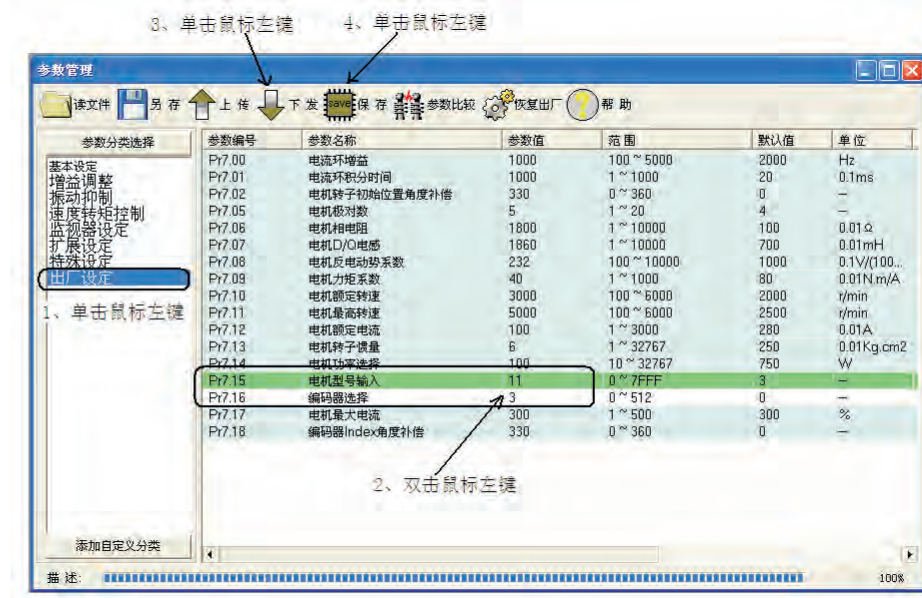 3、单击鼠标左键 4、单击鼠标左键
参数管理
读文件 另存 上传 下发 save 保存 参数比较 恢复出厂 ? 帮助
参数分类选择 参数编号 参数名称 参数值 范围 默认值 单位
基本设定
增益调整
振动抑制
速度转矩控制
监视器设定
扩展设定
特殊设定
出厂设定
1、单击鼠标左键
Pr7.00 电流环增益 1000 100 ~ 5000 2000 Hz
Pr7.01 电流环积分时间 1000 1 ~ 1000 20 0.1ms
Pr7.02 电机转子初始位置角度补偿 330 0 ~ 360 0 —
Pr7.05 电机极对数 5 1 ~ 20 4 —
Pr7.06 电机相电阻 1800 1 ~ 10000 100 0.01Ω
Pr7.07 电机D/Q电感 1860 1 ~ 10000 700 0.01mH
Pr7.08 电机反电动势系数 232 100 ~ 10000 1000 0.1V/(100...
Pr7.09 电机力矩系数 40 1 ~ 1000 80 0.01N.m/A
Pr7.10 电机额定转速 3000 100 ~ 6000 2000 r/min
Pr7.11 电机最高转速 5000 100 ~ 6000 2500 r/min
Pr7.12 电机额定电流 100 1 ~ 3000 280 0.01A
Pr7.13 电机转子惯量 6 1 ~ 32767 250 0.01Kg.cm2
Pr7.14 电机功率选择 100 10 ~ 32767 750 W
Pr7.15 电机型号输入 11 0 ~ 7FFF 3 —
Pr7.16 编码器选择 3 0 ~ 512 0 —
Pr7.17 电机最大电流 300 1 ~ 500 300 %
Pr7.18 编码器Index角度补偿 330 0 ~ 360 0 —
2、双击鼠标左键
添加自定义分类
描述: 100%